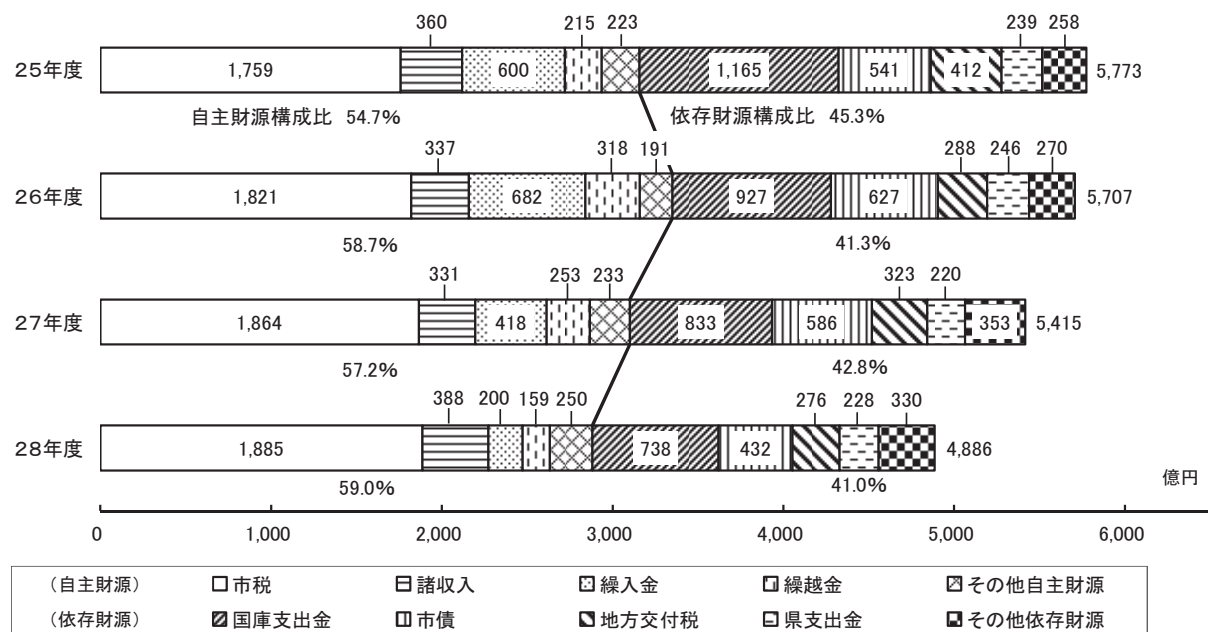 360 215 223 239 258
25年度 1,759 600 1,165 541 412 5,773
自主財源構成比 54.7% 依存財源構成比 45.3%
337 318 191 288 246 270
26年度 1,821 682 927 627 5,707
58.7% 41.3%
331 253 233 323 220
27年度 1,864 418 833 586 353 5,415
57.2% 42.8%
388 200 159 250 276 228 330
28年度 1,885 738 432 4,886
59.0% 41.0% 億円
0 1,000 2,000 3,000 4,000 5,000 6,000
(自主財源) 市税 諸収入 繰入金 繰越金 その他自主財源
(依存財源) 国庫支出金 市債 地方交付税 県支出金 その他依存財源